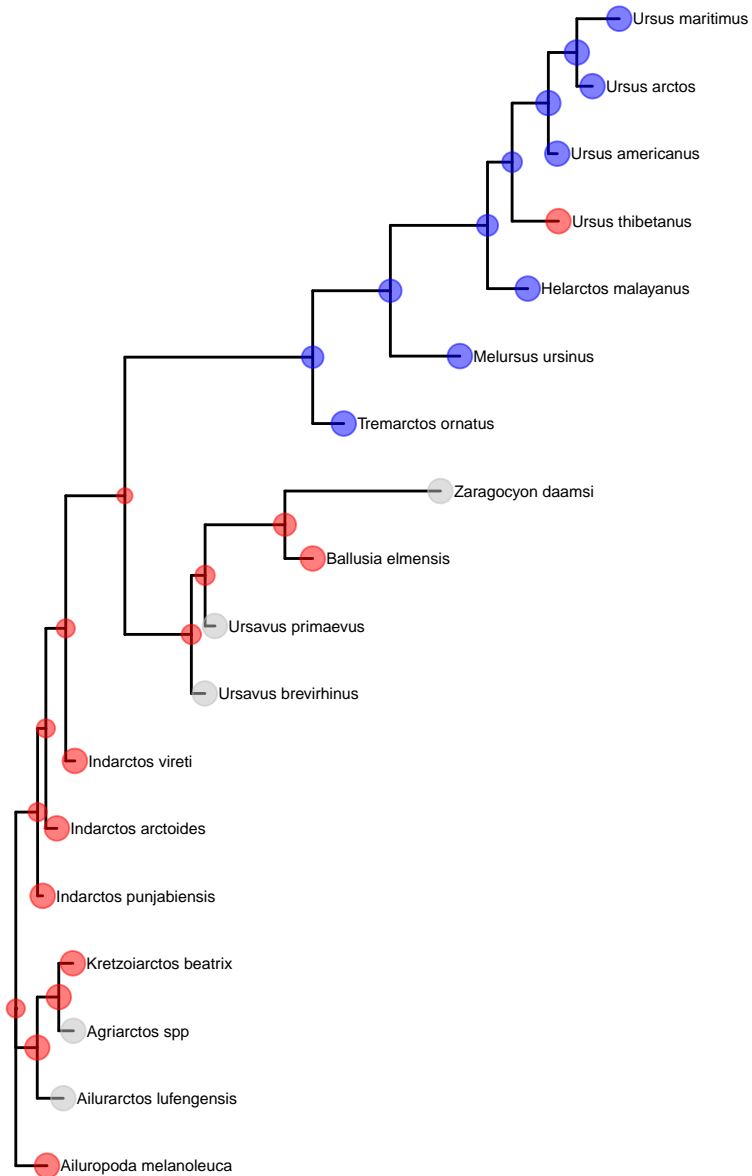 Ursus maritimus
Ursus arctos
Ursus americanus
Ursus thibetanus
Helarctos malayanus
Melursus ursinus
Tremarctos ornatus
Zaragocyon daamsi
Ballusia elmensis
Ursavus primaevus
Ursavus brevirhinus
Indarctos vireti
Indarctos arctoides
Indarctos punjabiensis
Kretzoiarctos beatrix
Agriarctos spp
Ailurarctos lufengensis
Ailuropoda melanoleuca